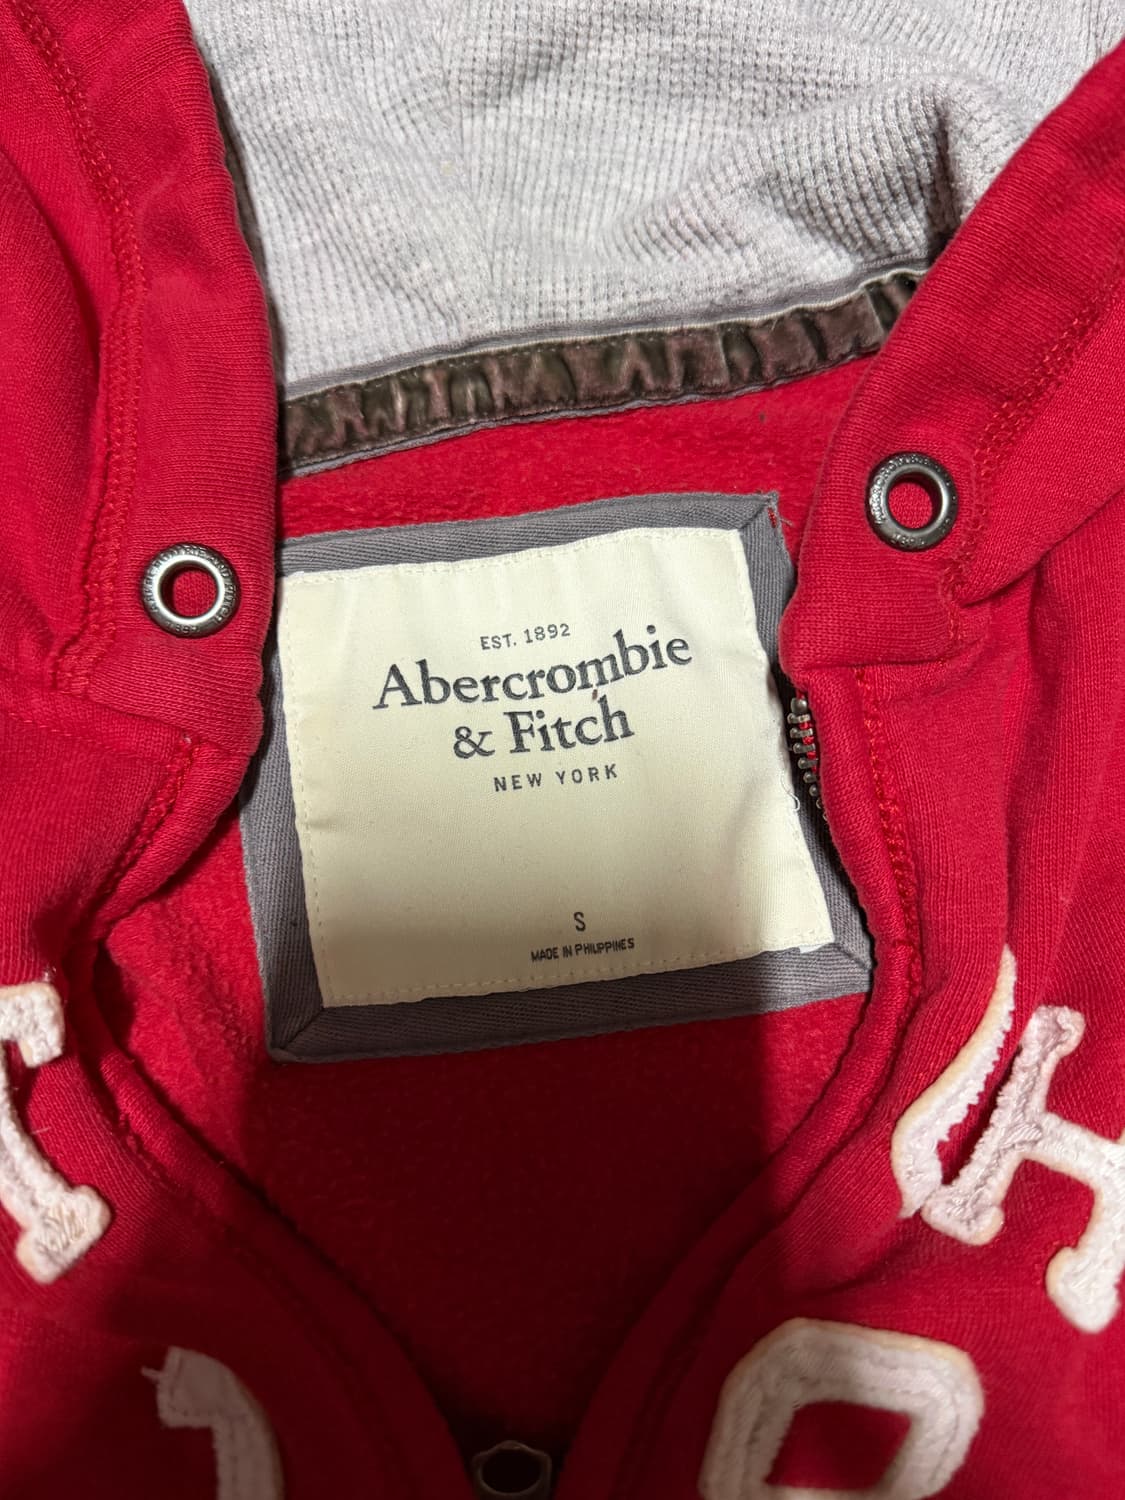 EST. 1892
Abercrombie
& Fitch
NEW YORK
S
MADE IN PHILIPPINES
H